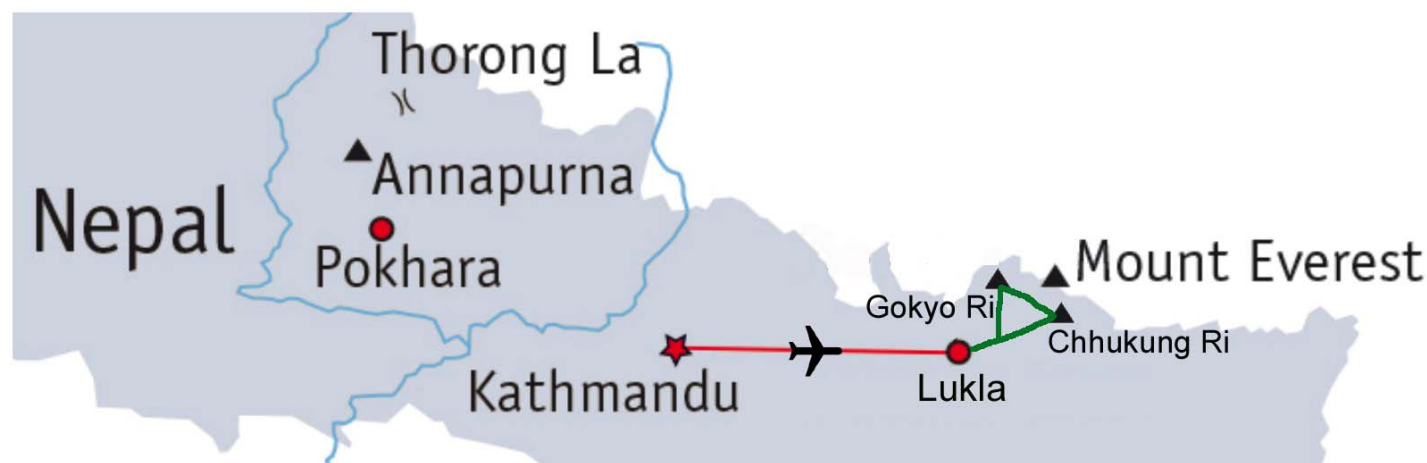 Thorong La
Annapurna
Nepal
Pokhara
Mount Everest
Gokyo Ri
Chhukung Ri
Kathmandu
Lukla